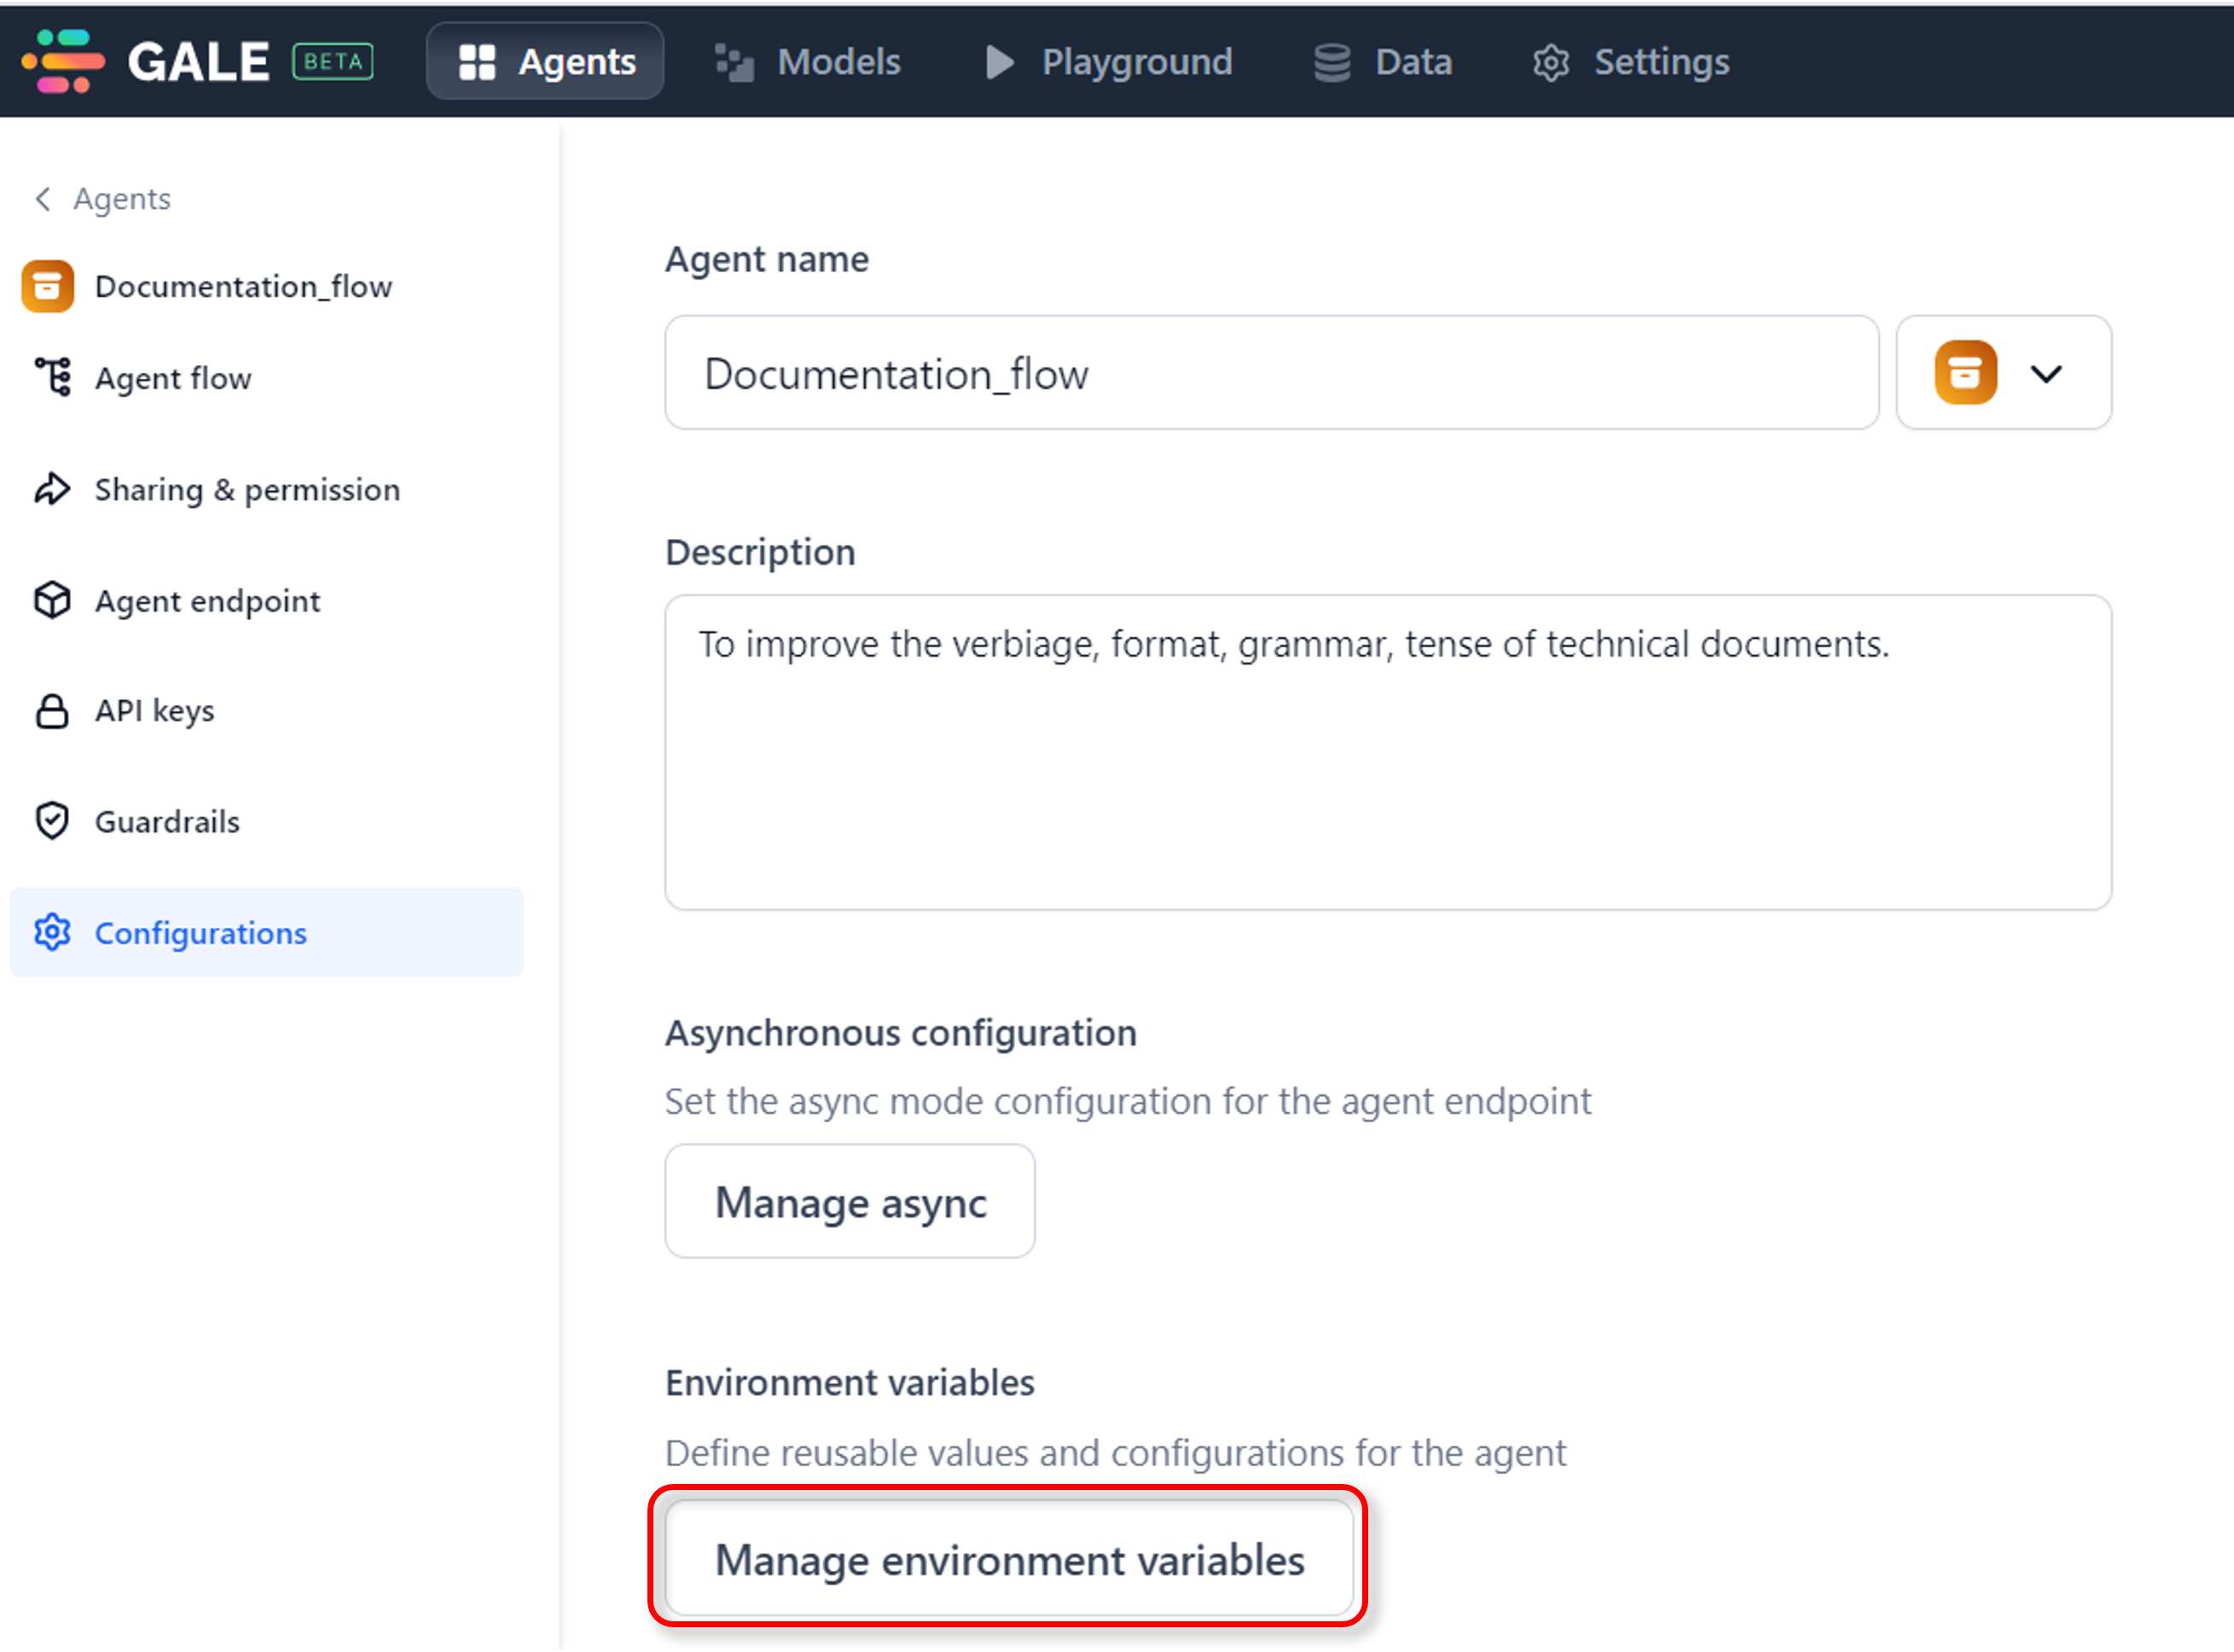 GALE BETA Agents Models Playground Data Settings
Agents
Documentation_flow
Agent flow
Sharing & permission
Agent endpoint
API keys
Guardrails
Configurations
Agent name
Documentation_flow
Description
To improve the verbiage, format, grammar, tense of technical documents.
Asynchronous configuration
Set the async mode configuration for the agent endpoint
Manage async
Environment variables
Define reusable values and configurations for the agent
Manage environment variables